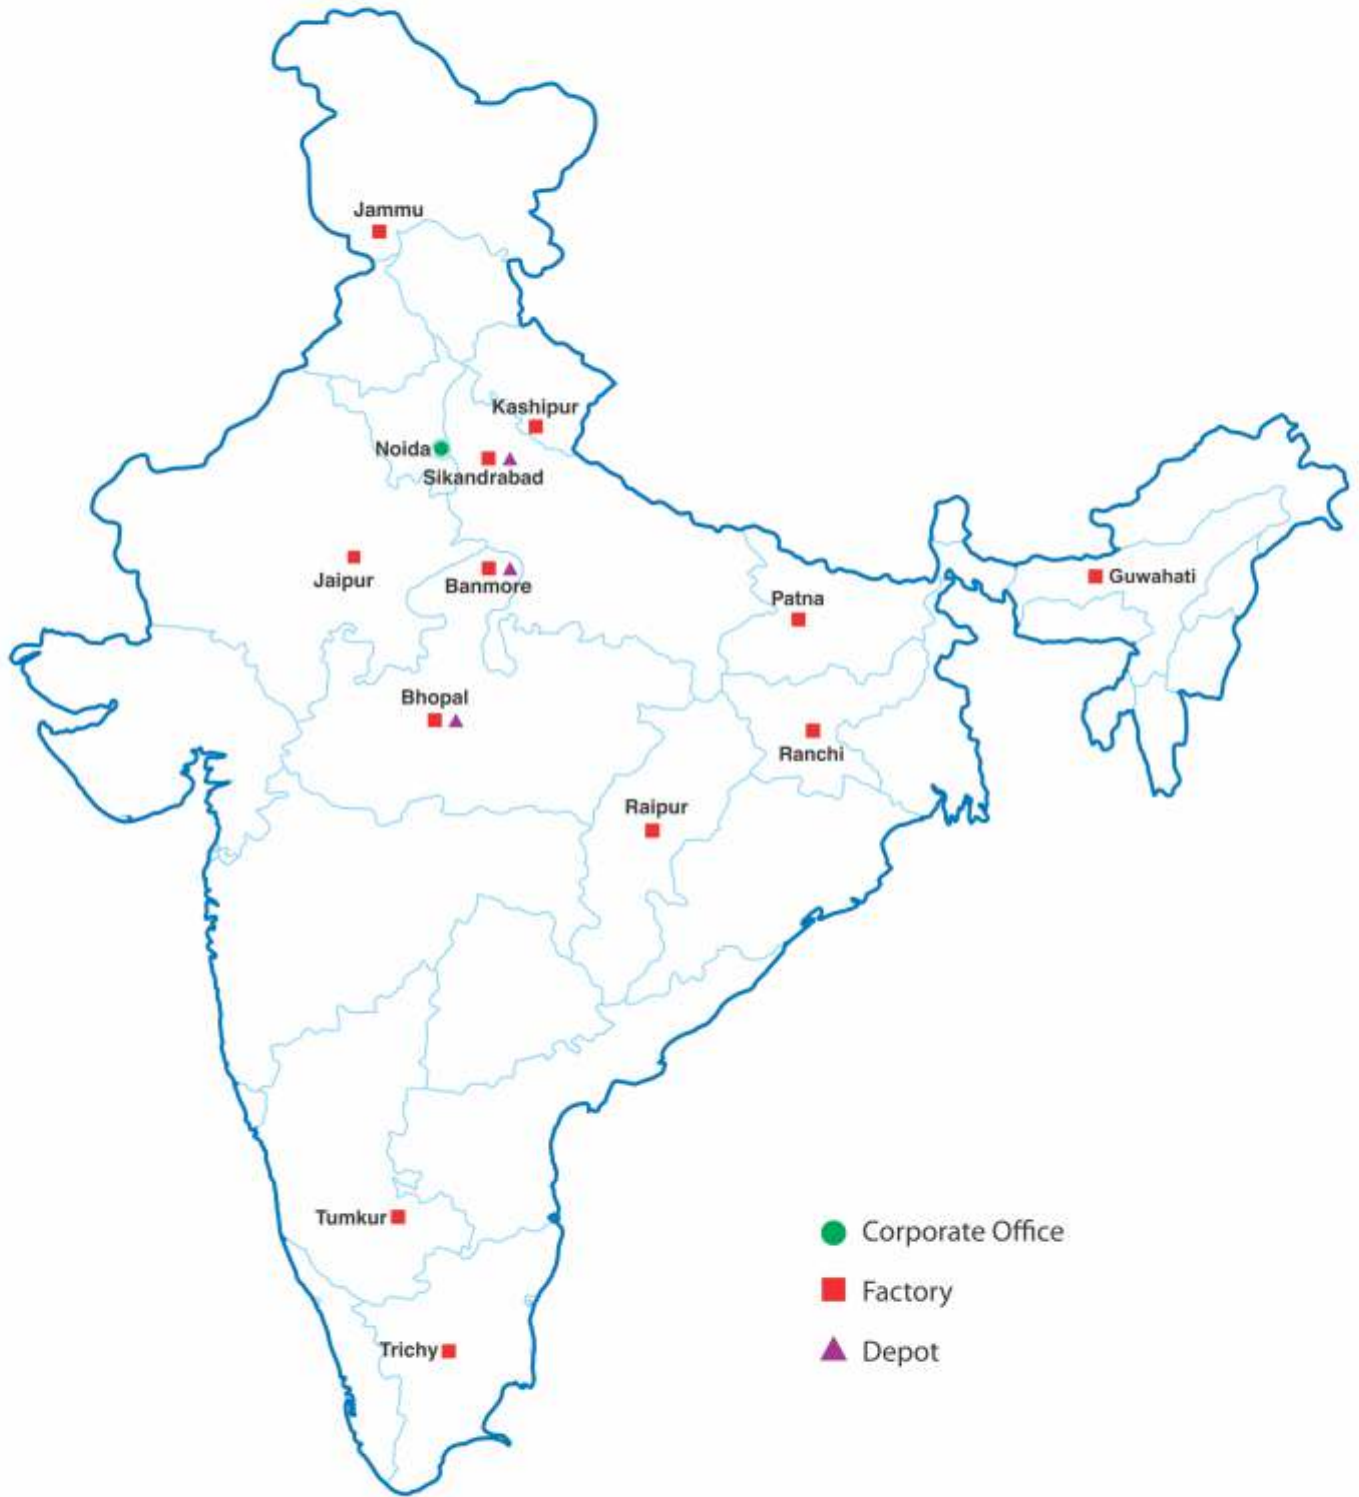 Jammu
Kashipur
Noida
Sikandrabad
Jaipur
Banmore
Guwahati
Patna
Bhopal
Ranchi
Raipur
Tumkur
Corporate Office
Factory
Trichy
Depot